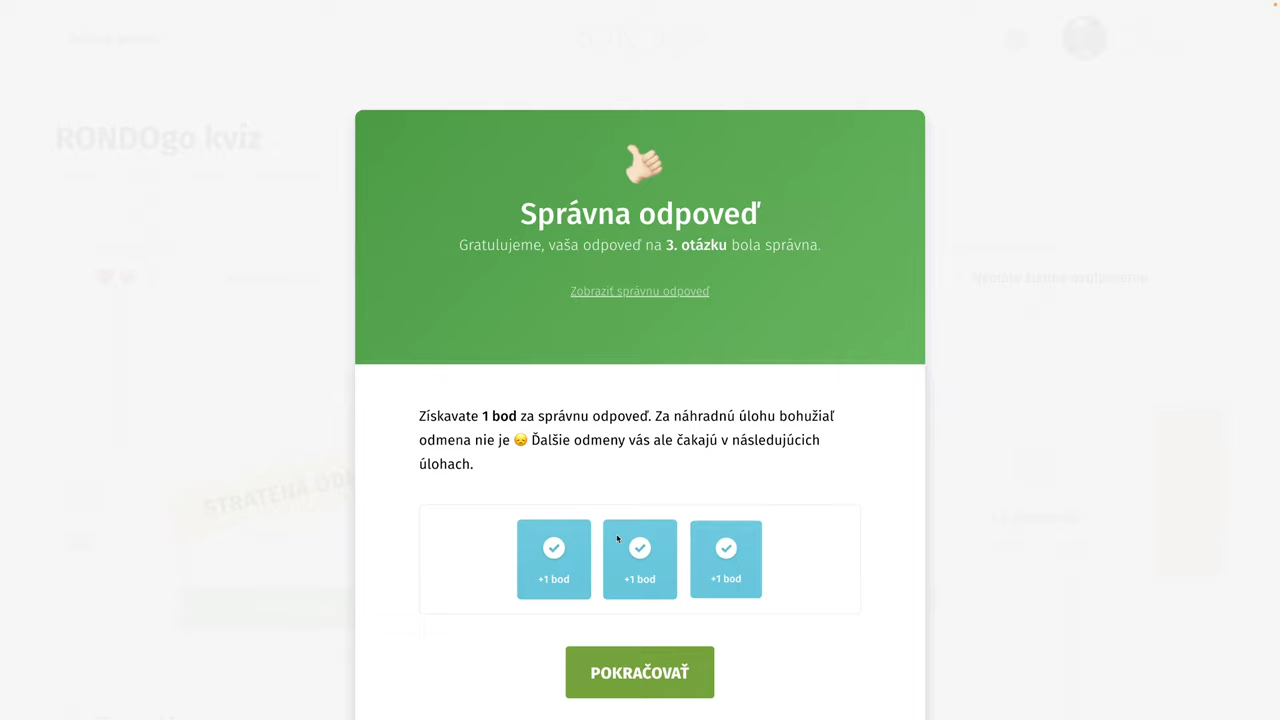 RONDOgo kvíz
Správna odpoveď
Gratulujeme, vaša odpoveď na 3. otázku bola správna.
Zobraziť správnu odpoveď
STRATENÁ
Získavate 1 bod za správnu odpoveď. Za náhradnú úlohu bohužiaľ
odmena nie je Ďalšie odmeny vás ale čakajú v následujúcich
úlohach.
+1 bod
+1 bod
+1 bod
POKRAČOVAŤ